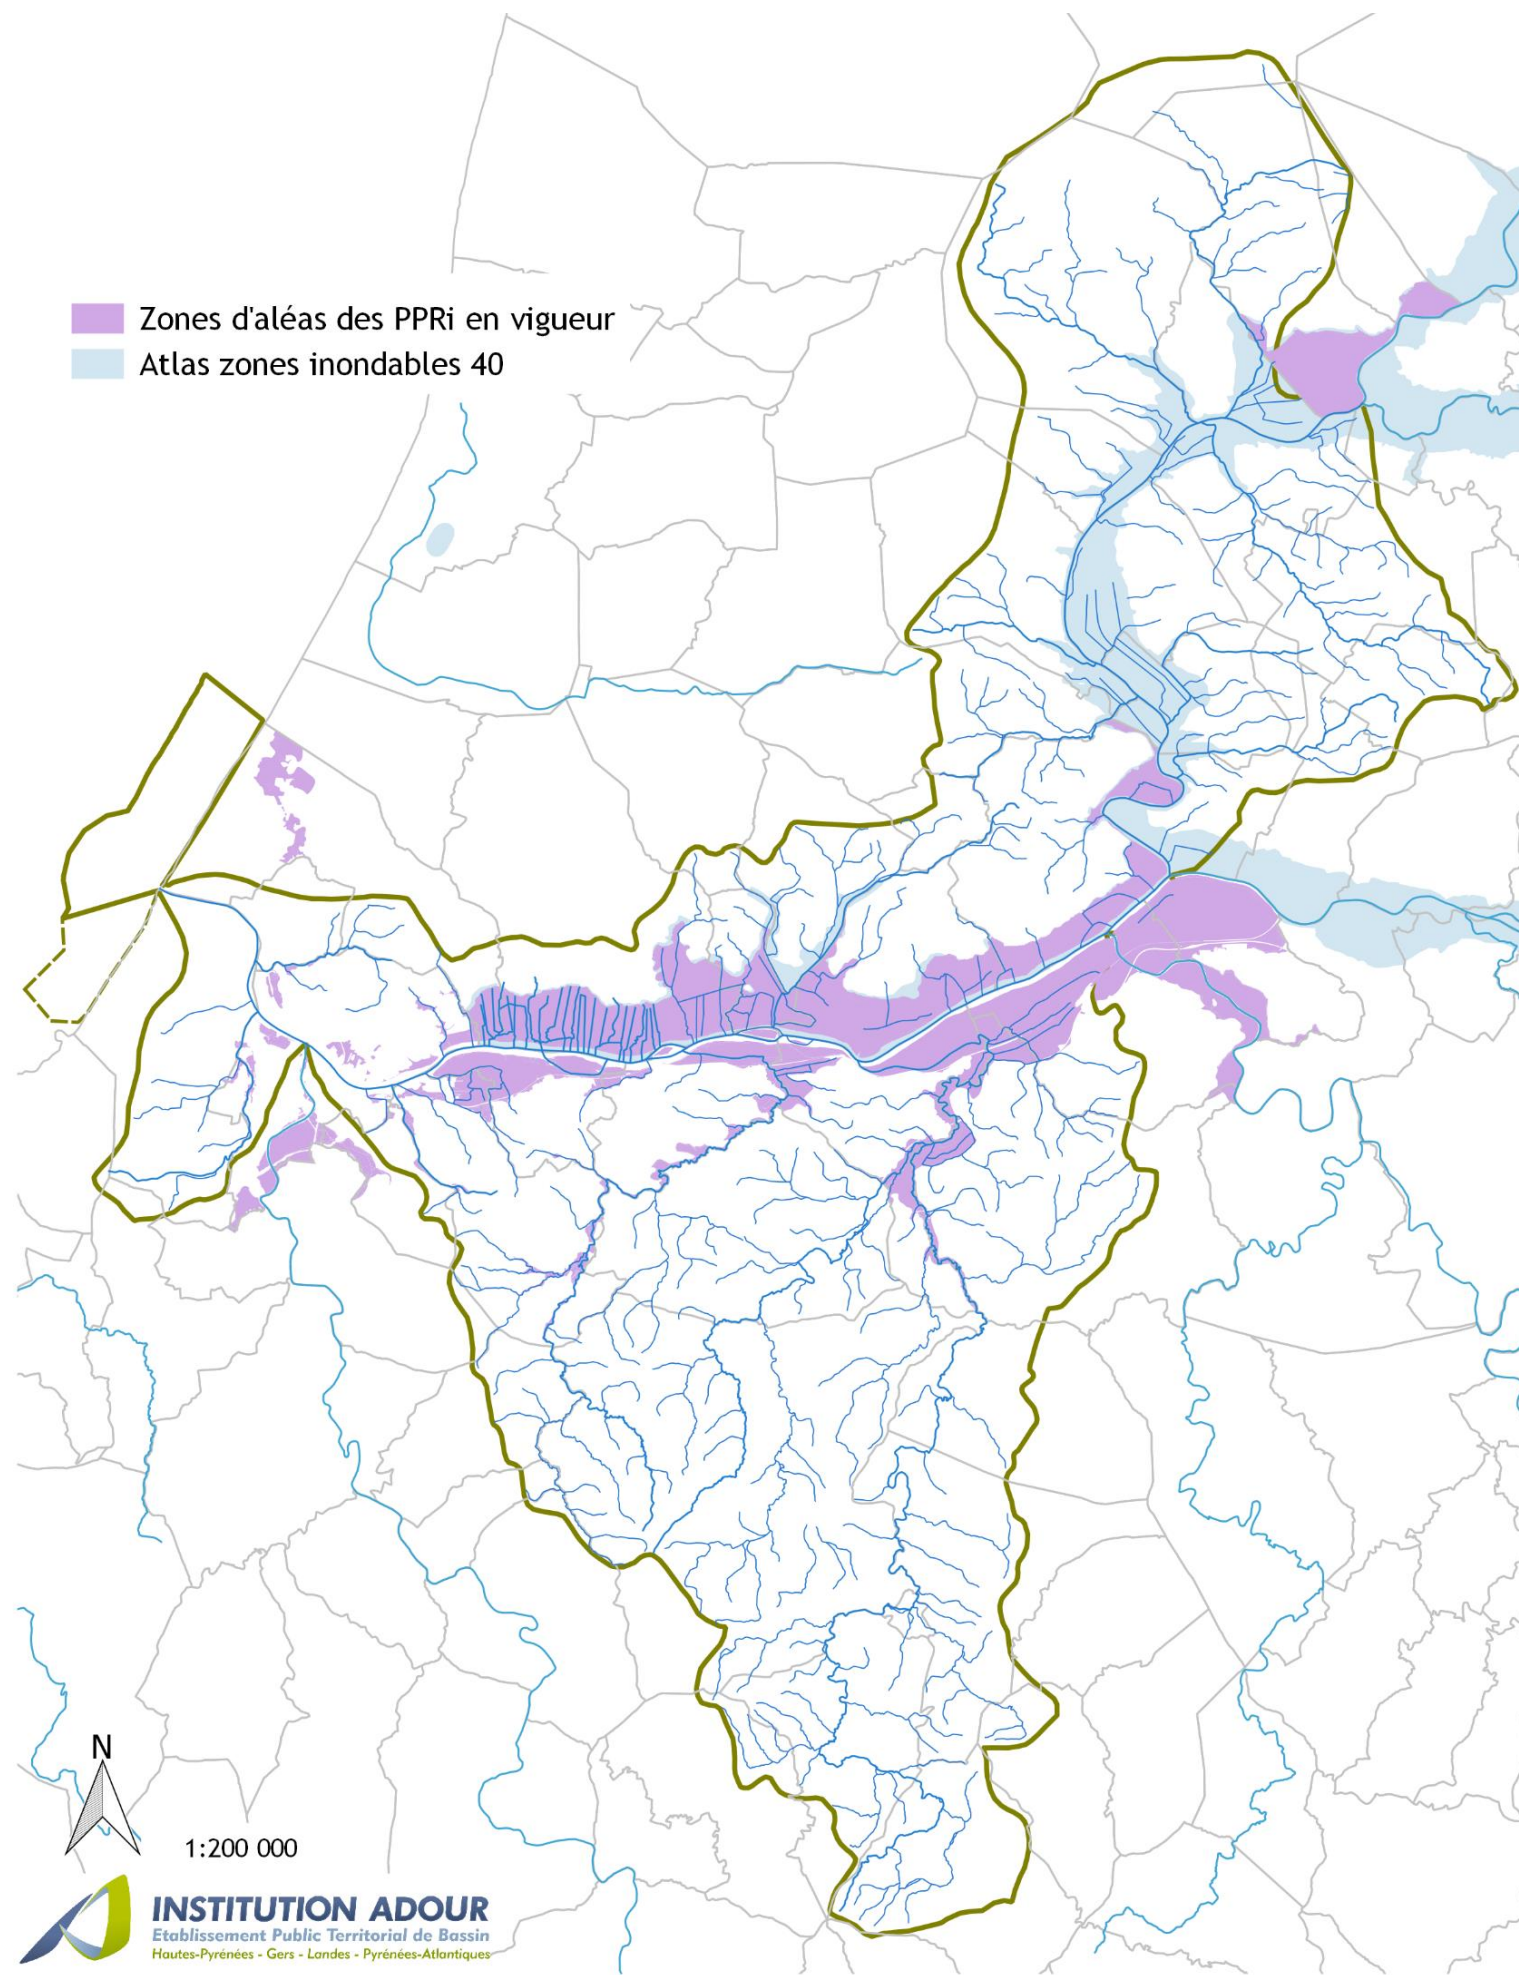 Zones d'aléas des PPRi en vigueur
Atlas zones inondables 40
N
1:200 000
INSTITUTION ADOUR
Etablissement Public Territorial de Bassin
Hautes-Pyrénées - Gers - Landes - Pyrénées-Atlantiques